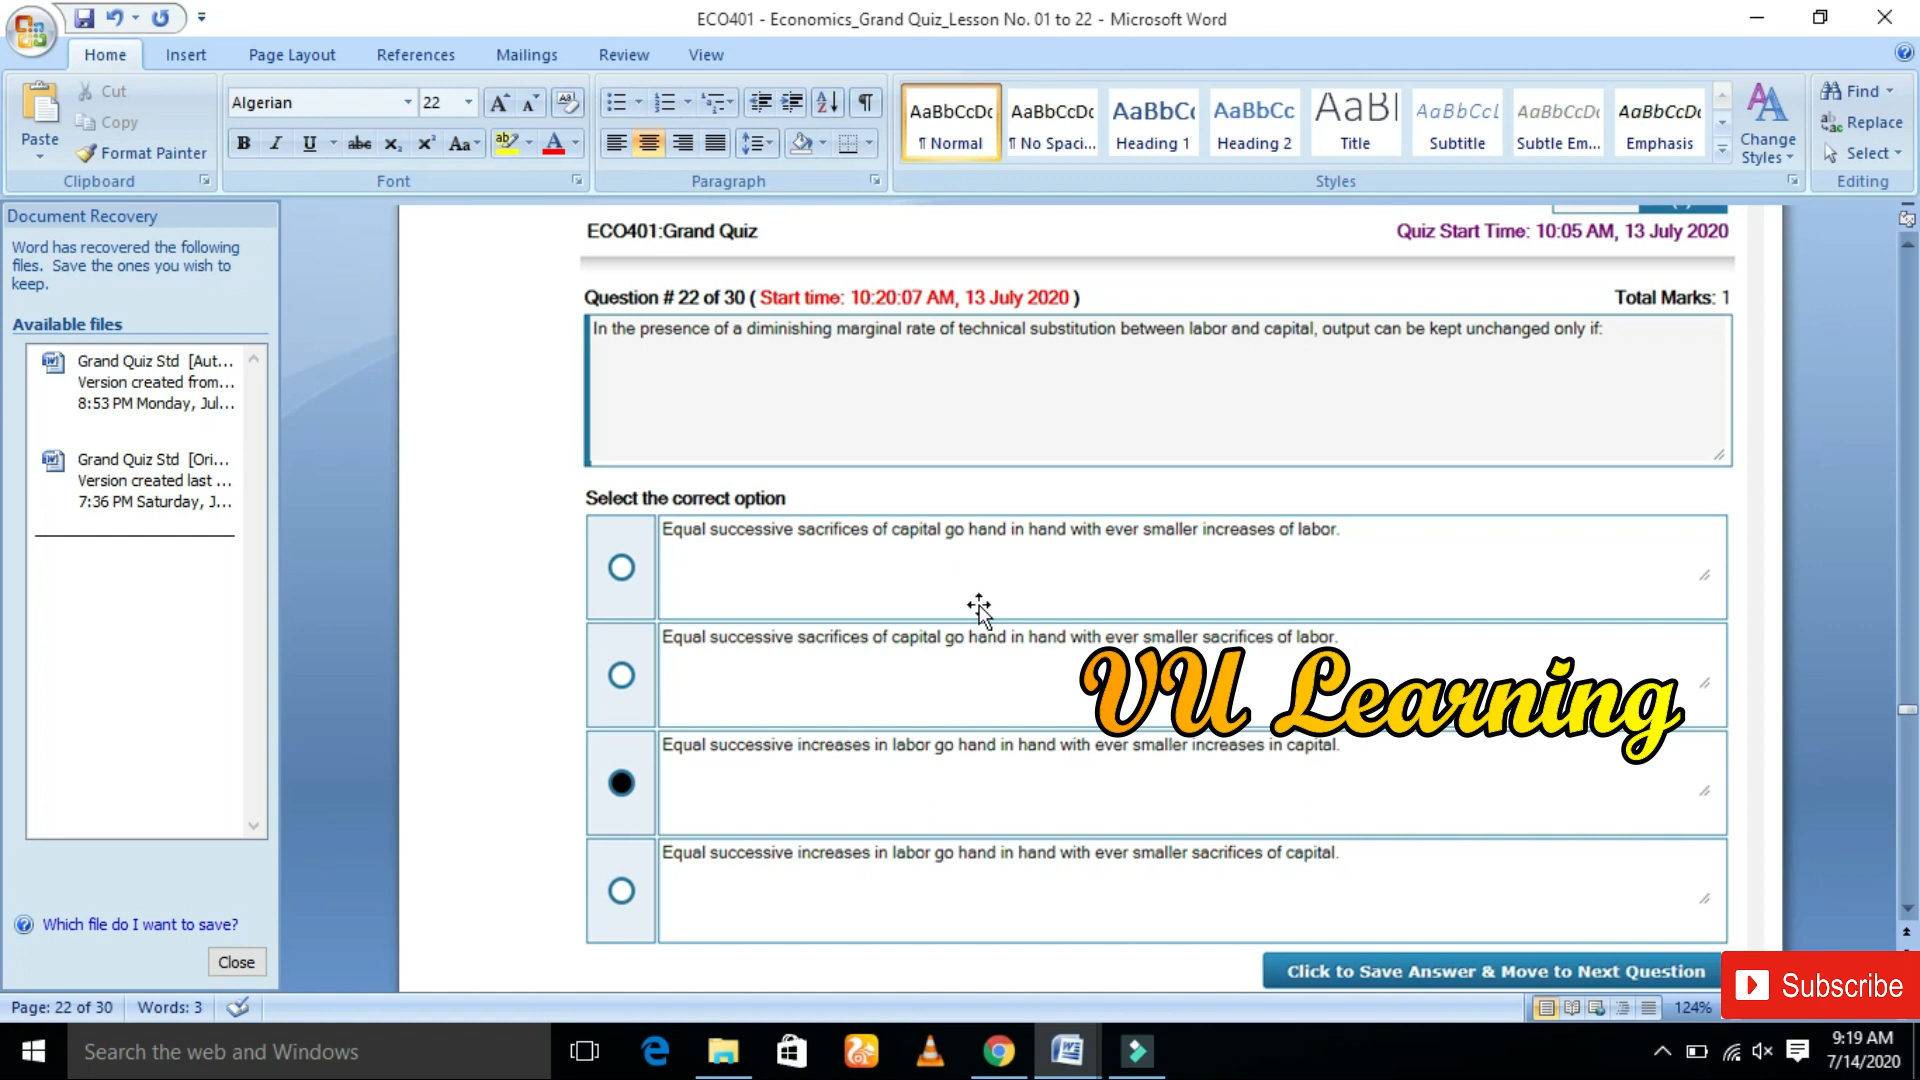 ECO401 - Economics_Grand Quiz_Lesson No. 01 to 22 - Microsoft Word
Home Insert Page Layout References Mailings Review View
Paste
Cut
Copy
Format Painter
Clipboard
Algerian 22
Font
Paragraph
AaBbCcDc AaBbCcDc AaBbC AaBbCc AaBl AaBbCcL AaBbCcDc AaBbCcDc
¶ Normal ¶ No Spaci... Heading 1 Heading 2 Title Subtitle Subtle Em... Emphasis
Change Styles
Styles
Find
Replace
Select
Editing
Document Recovery
Word has recovered the following
files. Save the ones you wish to
keep.
Available files
Grand Quiz Std [Aut...
Version created from...
8:53 PM Monday, Jul...
Grand Quiz Std [Ori...
Version created last ...
7:36 PM Saturday, J...
Which file do I want to save?
Close
ECO401:Grand Quiz
Quiz Start Time: 10:05 AM, 13 July 2020
Question # 22 of 30 ( Start time: 10:20:07 AM, 13 July 2020 )
Total Marks: 1
In the presence of a diminishing marginal rate of technical substitution between labor and capital, output can be kept unchanged only if:
Select the correct option
Equal successive sacrifices of capital go hand in hand with ever smaller increases of labor.
Equal successive sacrifices of capital go hand in hand with ever smaller sacrifices of labor.
VU Learning
Equal successive increases in labor go hand in hand with ever smaller increases in capital.
Equal successive increases in labor go hand in hand with ever smaller sacrifices of capital.
Click to Save Answer & Move to Next Question
Subscribe
Page: 22 of 30 Words: 3
124%
Search the web and Windows
9:19 AM
7/14/2020